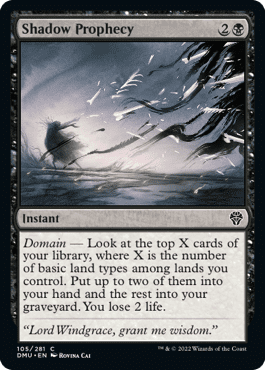 Shadow Prophecy 2
Instant
Domain — Look at the top X cards of
your library, where X is the number
of basic land types among lands you
control. Put up to two of them into
your hand and the rest into your
graveyard. You lose 2 life.
“Lord Windgrace, grant me wisdom.”
105/281 C
DMU • EN Rovina Cai
™ & © 2022 Wizards of the Coast